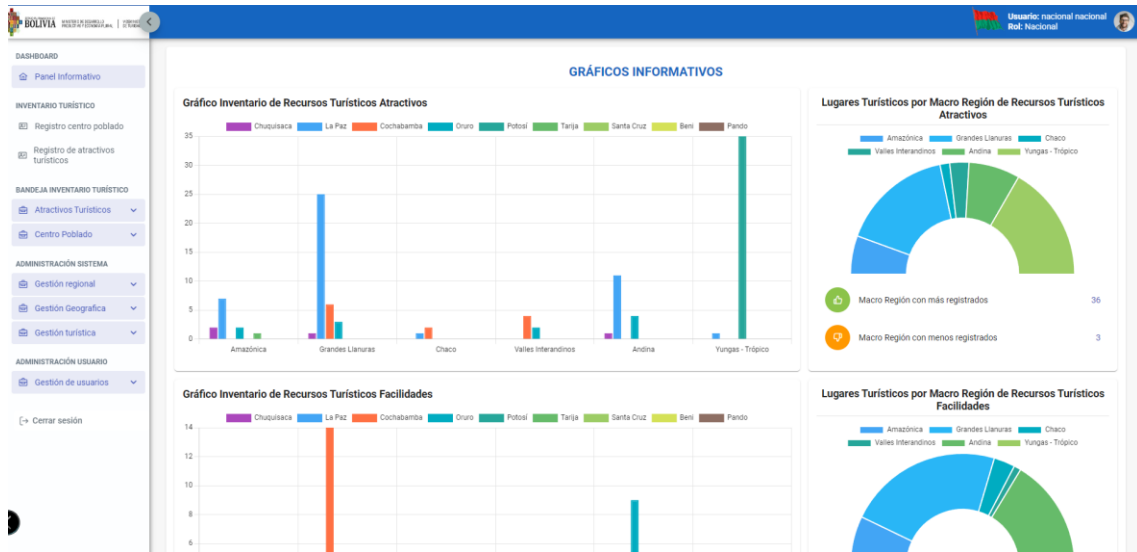 BOLIVIA
Usuario: nacional nacional
Rol: Nacional
DASHBOARD
Panel Informativo
INVENTARIO TURÍSTICO
Registro centro poblado
Registro de atractivos
turísticos
BANDEJA INVENTARIO TURÍSTICO
Atractivos Turísticos
Centro Poblado
ADMINISTRACIÓN SISTEMA
Gestión regional
Gestión Geografica
Gestión turística
ADMINISTRACIÓN USUARIO
Gestión de usuarios
Cerrar sesión
GRÁFICOS INFORMATIVOS
Gráfico Inventario de Recursos Turísticos Atractivos
Chuquisaca La Paz Cochabamba Oruro Potosí Tarija Santa Cruz Beni Pando
35
30
25
20
15
10
5
0
Amazónica Grandes Llanuras Chaco Valles Interandinos Andina Yungas - Trópico
Lugares Turísticos por Macro Región de Recursos Turísticos
Atractivos
Amazónica Grandes Llanuras Chaco
Valles Interandinos Andina Yungas - Trópico
Macro Región con más registrados 36
Macro Región con menos registrados 3
Gráfico Inventario de Recursos Turísticos Facilidades
Chuquisaca La Paz Cochabamba Oruro Potosí Tarija Santa Cruz Beni Pando
14
12
10
8
6
Lugares Turísticos por Macro Región de Recursos Turísticos
Facilidades
Amazónica Grandes Llanuras Chaco
Valles Interandinos Andina Yungas - Trópico